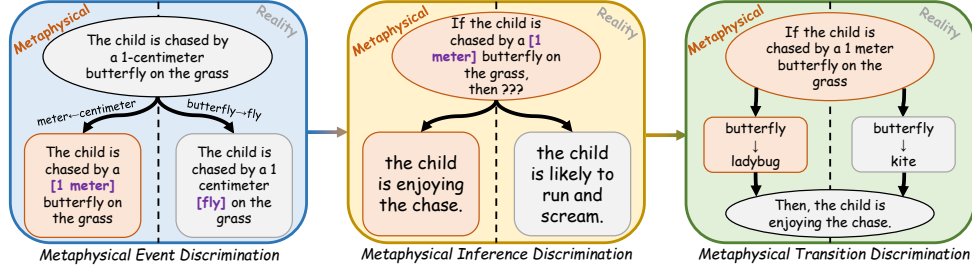 Metaphysical
Reality
The child is chased by
a 1-centimeter
butterfly on the grass
meter←centimeter
butterfly→fly
The child is
chased by a
[1 meter]
butterfly on
the grass
The child is
chased by a 1
centimeter
[fly] on the
grass
Metaphysical Event Discrimination
Metaphysical
Reality
If the child is
chased by a [1
meter] butterfly on
the grass,
then ???
the child
is enjoying
the chase.
the child
is likely to
run and
scream.
Metaphysical Inference Discrimination
Metaphysical
Reality
If the child is
chased by a 1 meter
butterfly on the
grass
butterfly
↓
ladybug
butterfly
↓
kite
Then, the child is
enjoying the chase.
Metaphysical Transition Discrimination